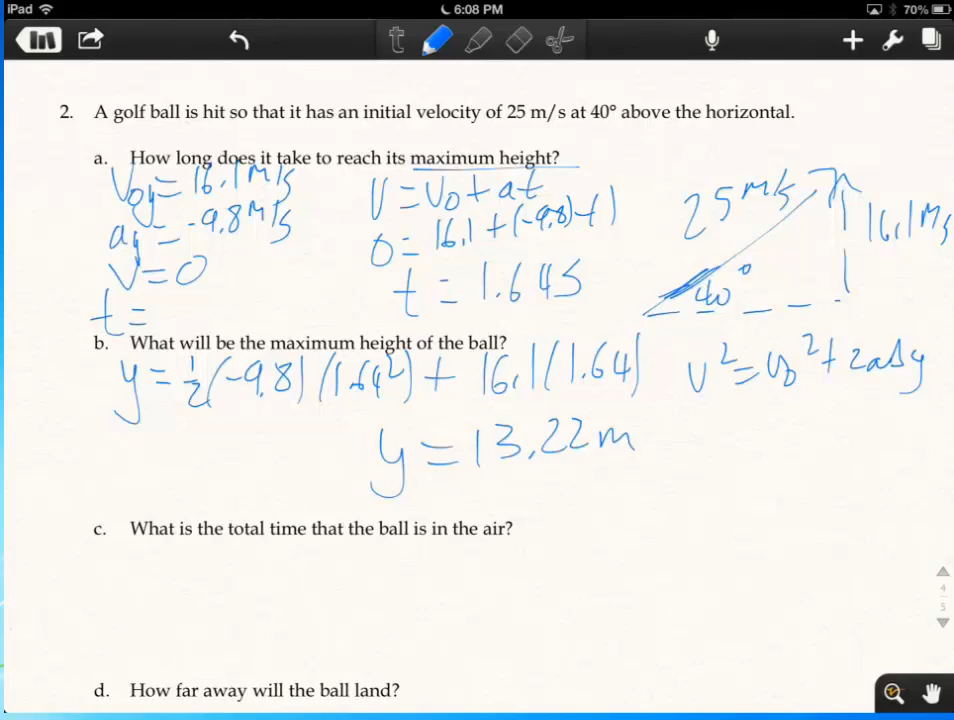 iPad 6:08 PM 70%
t
2. A golf ball is hit so that it has an initial velocity of 25 m/s at 40° above the horizontal.
a. How long does it take to reach its maximum height?
Voy = 16.1 m/s
ay = -9.8 m/s
V = 0
t =
V = V0 + at
0 = 16.1 + (-9.8)t
t = 1.64 s
25 m/s
16.1 m/s
40°
b. What will be the maximum height of the ball?
y = 1/2 (-9.8)(1.64²) + 16.1(1.64)
V² = V0² + 2aΔy
y = 13.22 m
c. What is the total time that the ball is in the air?
4
5
d. How far away will the ball land?